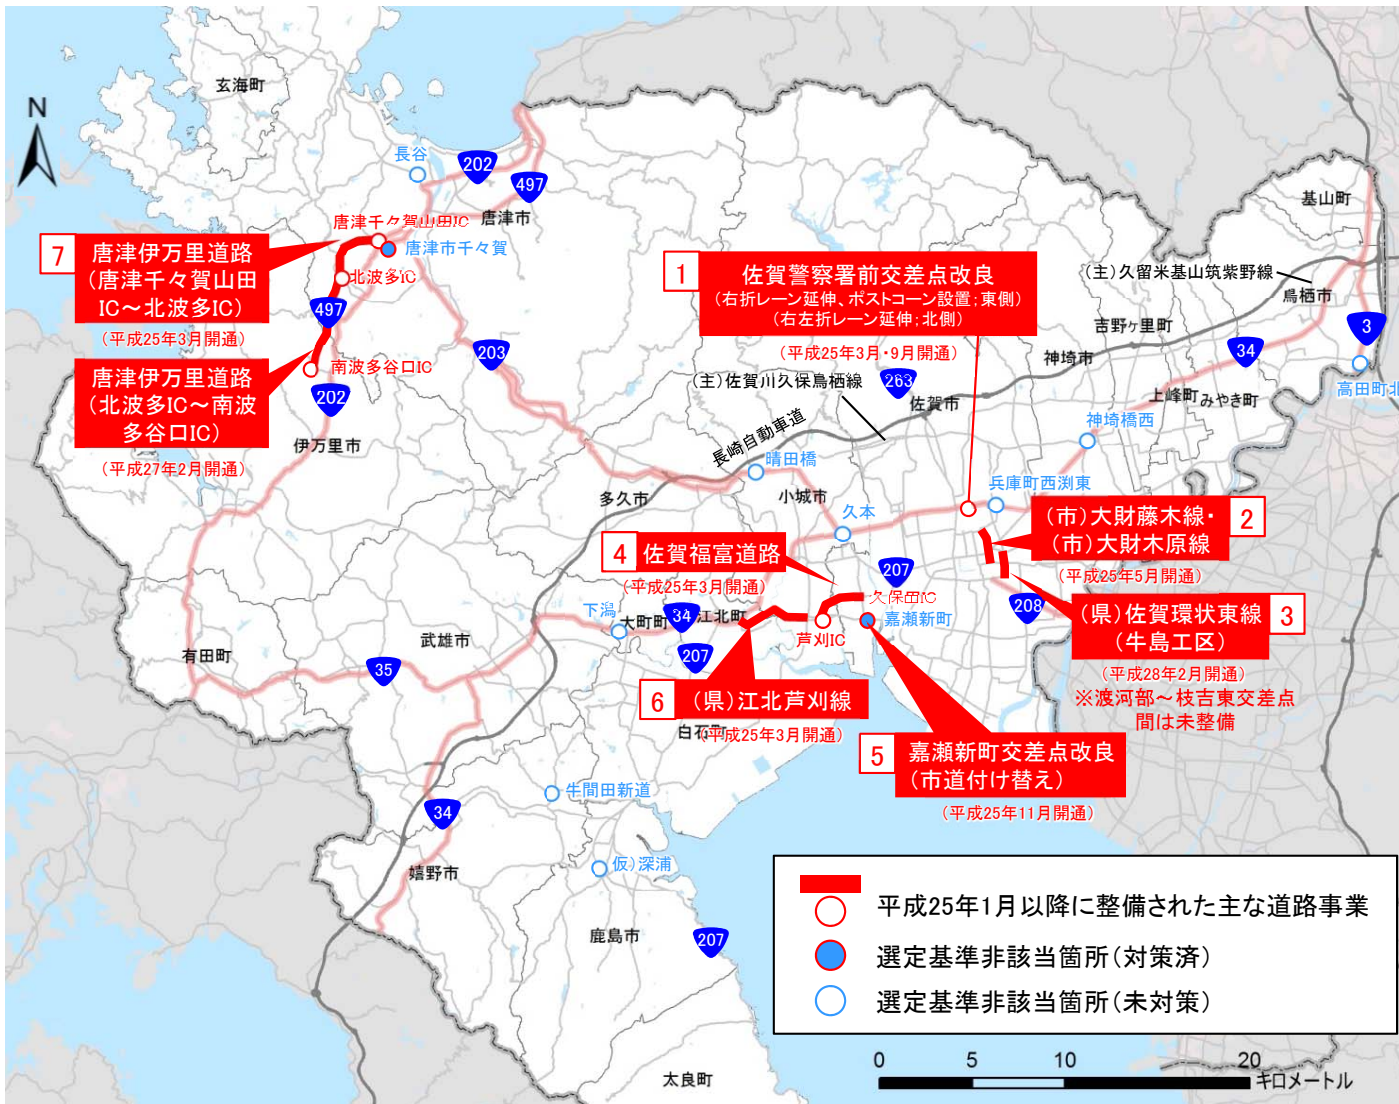 玄海町
N
長谷
202
497
唐津市
唐津千々賀山田IC
唐津市千々賀
7
唐津伊万里道路
(唐津千々賀山田
IC～北波多IC)
(平成25年3月開通)
北波多IC
497
唐津伊万里道路
(北波多IC～南波
多谷口IC)
(平成27年2月開通)
南波多谷口IC
202
伊万里市
203
1
佐賀警察署前交差点改良
(右折レーン延伸、ポストコーン設置;東側)
(右左折レーン延伸;北側)
(平成25年3月・9月開通)
(主)佐賀川久保鳥栖線
263
佐賀市
神埼市
吉野ヶ里町
(主)久留米基山筑紫野線
基山町
鳥栖市
3
34
上峰町
みやき町
高田町北
神埼橋西
長崎自動車道
晴田橋
多久市
小城市
久本
兵庫町西渕東
2
(市)大財藤木線・
(市)大財木原線
(平成25年5月開通)
4
佐賀福富道路
(平成25年3月開通)
207
久保田IC
嘉瀬新町
芦刈IC
208
3
(県)佐賀環状東線
(牛島工区)
(平成28年2月開通)
※渡河部～枝吉東交差点
間は未整備
下潟
大町町
34
江北町
207
武雄市
有田町
35
6
(県)江北芦刈線
(平成25年3月開通)
白石町
5
嘉瀬新町交差点改良
(市道付け替え)
(平成25年11月開通)
牛間田新道
34
嬉野市
仮)深浦
鹿島市
207
太良町
平成25年1月以降に整備された主な道路事業
選定基準非該当箇所(対策済)
選定基準非該当箇所(未対策)
0 5 10 20
キロメートル